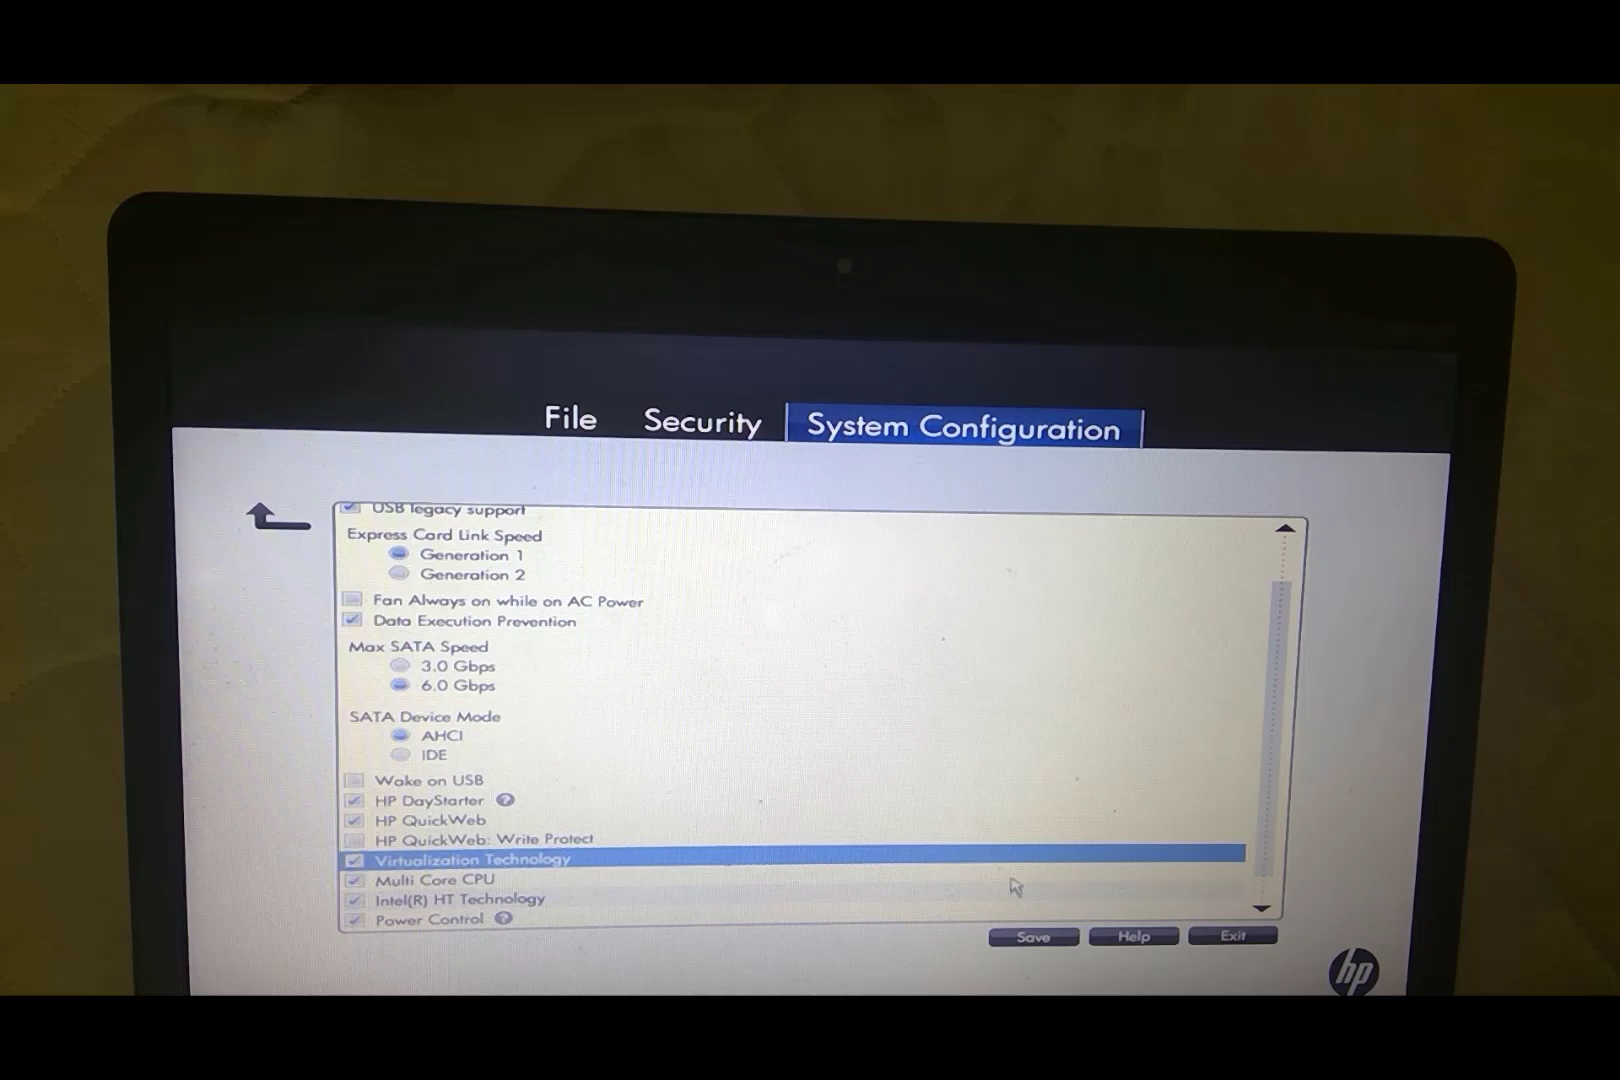 File Security System Configuration
USB legacy support
Express Card Link Speed
Generation 1
Generation 2
Fan Always on while on AC Power
Data Execution Prevention
Max SATA Speed
3.0 Gbps
6.0 Gbps
SATA Device Mode
AHCI
IDE
Wake on USB
HP DayStarter ?
HP QuickWeb
HP QuickWeb: Write Protect
Virtualization Technology
Multi Core CPU
Intel(R) HT Technology
Power Control ?
Save Help Exit
hp